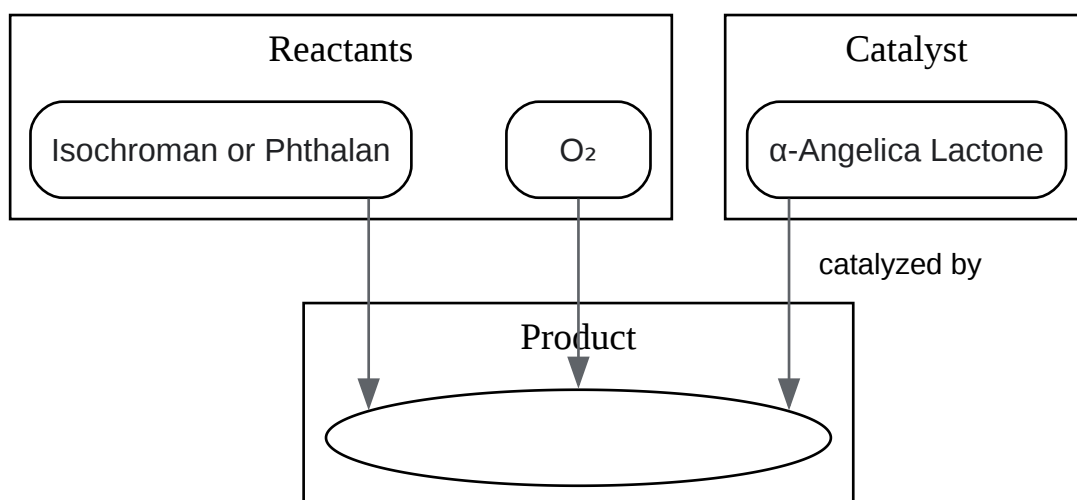 Reactants
Catalyst
Isochroman or Phthalan
O₂
α-Angelica Lactone
catalyzed by
Product